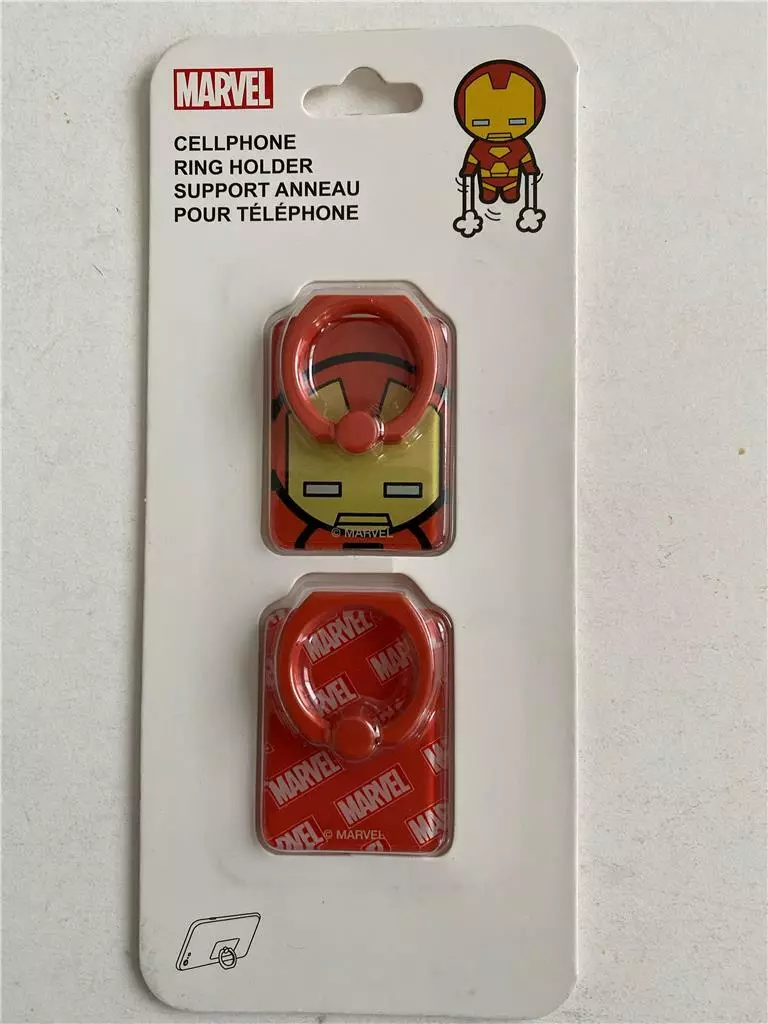 MARVEL
CELLPHONE
RING HOLDER
SUPPORT ANNEAU
POUR TÉLÉPHONE
© MARVEL
MARVEL
MARVEL
MARVEL
© MARVEL